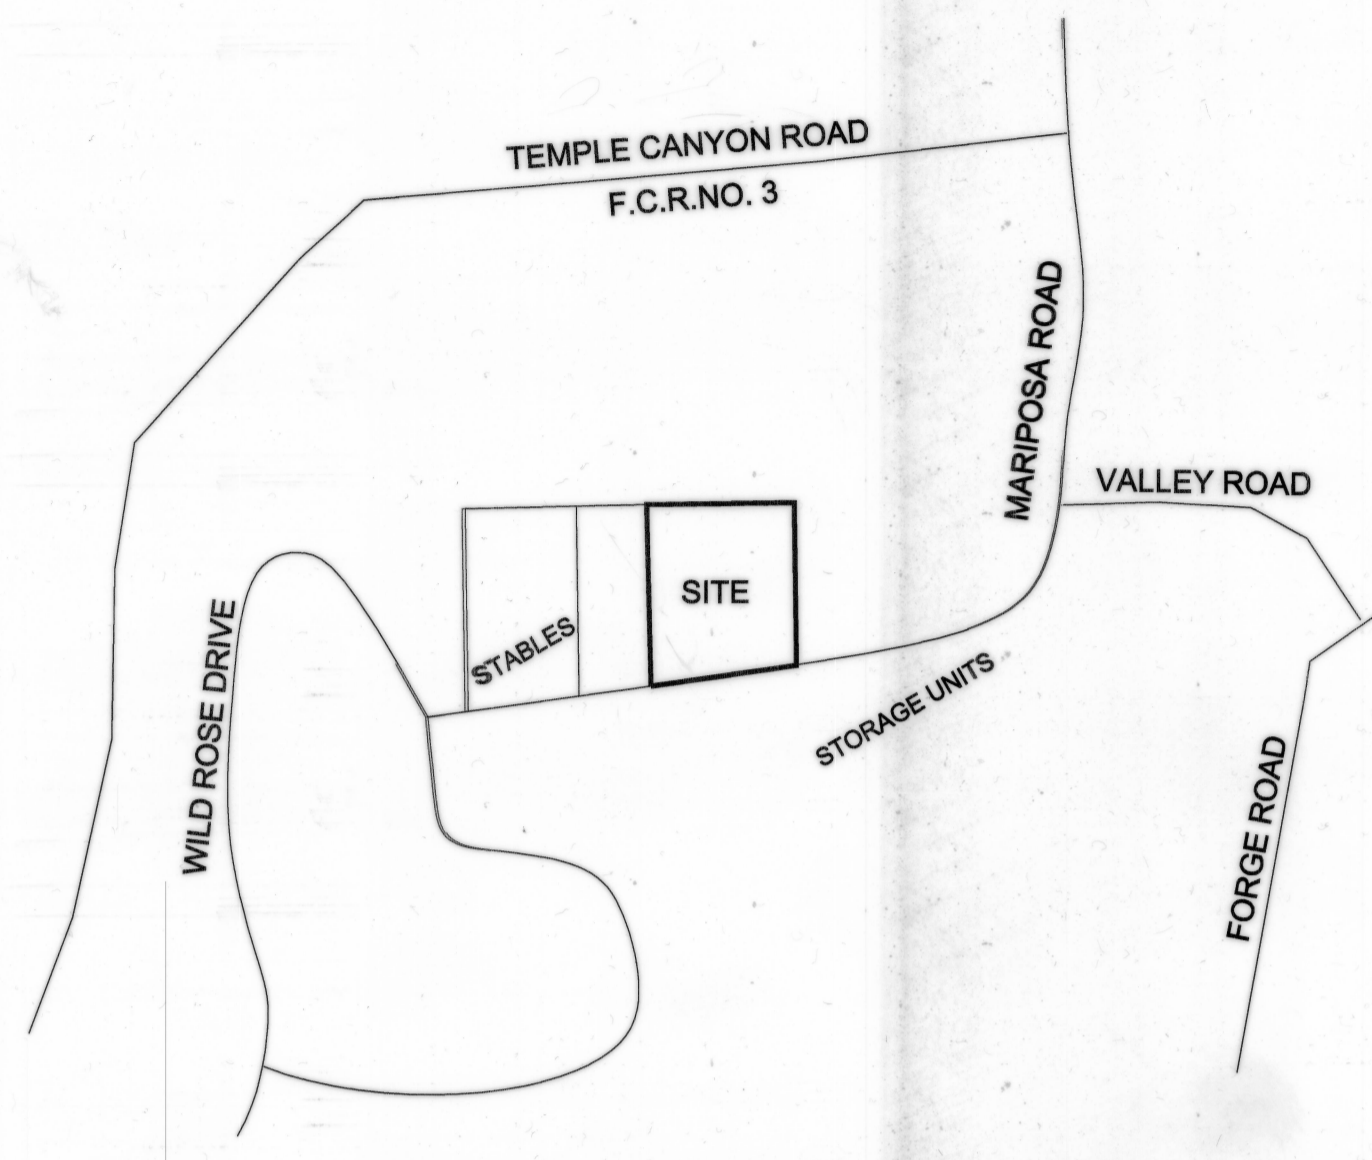 TEMPLE CANYON ROAD
F.C.R.NO. 3
MARIPOSA ROAD
VALLEY ROAD
SITE
STABLES
WILD ROSE DRIVE
STORAGE UNITS
FORGE ROAD